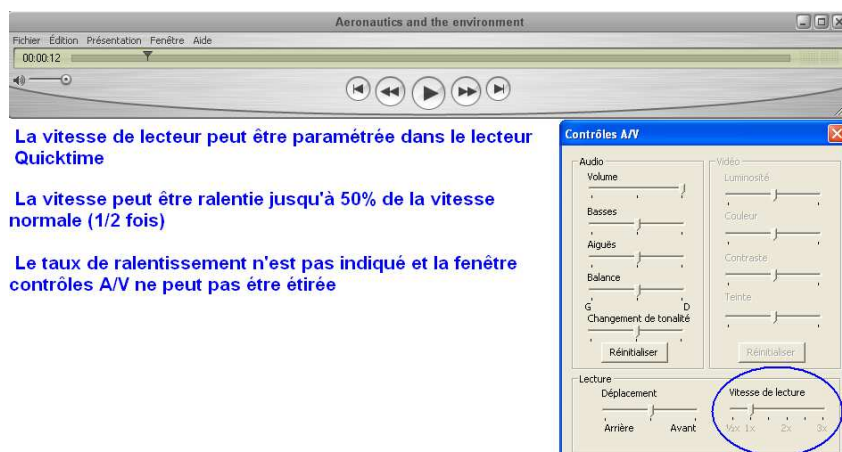 Aeronautics and the environment
Fichier Édition Présentation Fenêtre Aide
00:00:12
La vitesse de lecteur peut être paramétrée dans le lecteur
Quicktime
La vitesse peut être ralentie jusqu'à 50% de la vitesse
normale (1/2 fois)
Le taux de ralentissement n'est pas indiqué et la fenêtre
contrôles A/V ne peut pas étre étirée
Contrôles A/V
Audio
Volume
Basses
Aiguës
Balance
G D
Changement de tonalité
Réinitialiser
Vidéo
Luminosité
Couleur
Contraste
Teinte
Réinitialiser
Lecture
Déplacement
Arrière Avant
Vitesse de lecture
½x 1x 2x 3x